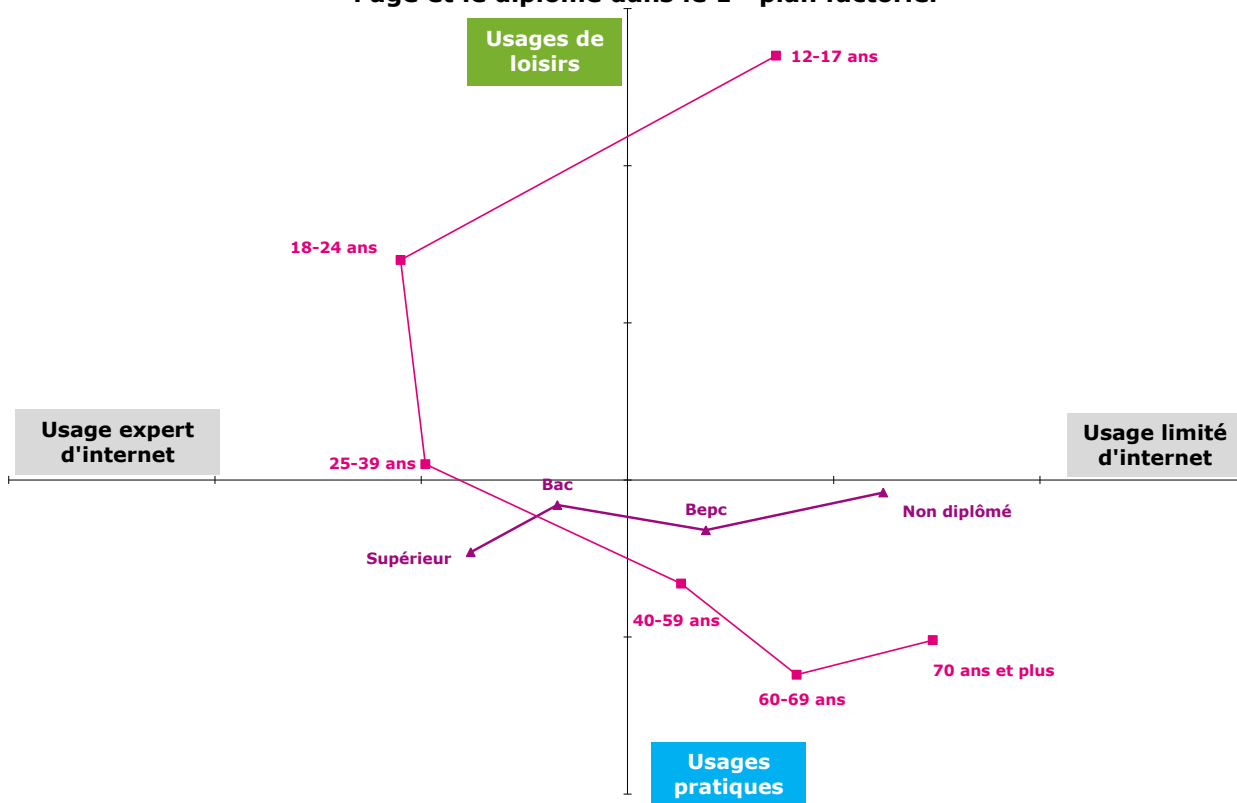 Usages de
loisirs
12-17 ans
18-24 ans
Usage expert
d'internet
Usage limité
d'internet
25-39 ans
Bac
Bepc
Non diplômé
Supérieur
40-59 ans
70 ans et plus
60-69 ans
Usages
pratiques